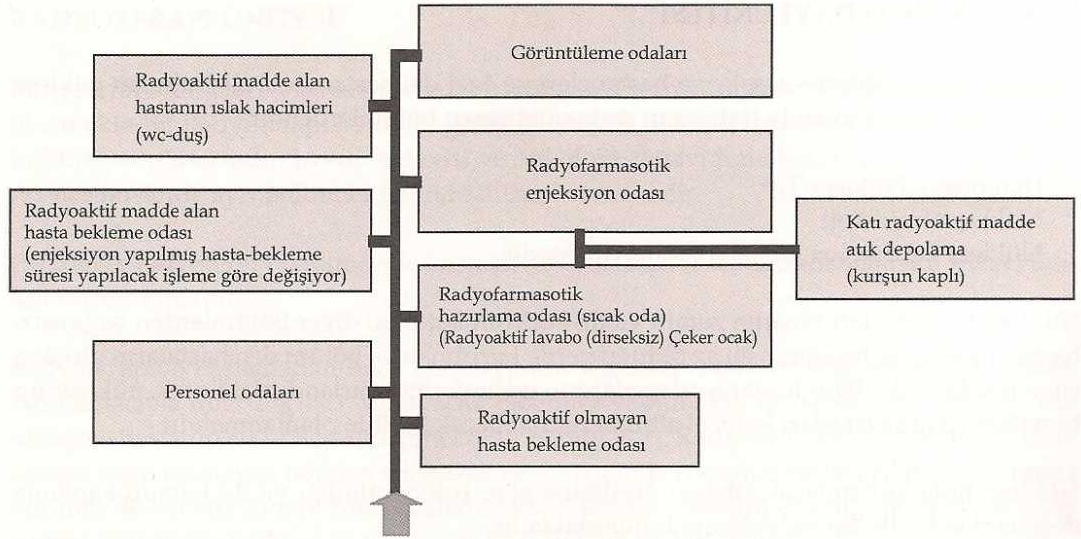 Görüntüleme odaları
Radyoaktif madde alan
hastanın ıslak hacimleri
(wc-duş)
Radyofarmasotik
enjeksiyon odası
Radyoaktif madde alan
hasta bekleme odası
(enjeksiyon yapılmış hasta-bekleme
süresi yapılacak işleme göre değişiyor)
Katı radyoaktif madde
atık depolama
(kurşun kaplı)
Radyofarmasotik
hazırlama odası (sıcak oda)
(Radyoaktif lavabo (dirseksiz) Çeker ocak)
Personel odaları
Radyoaktif olmayan
hasta bekleme odası